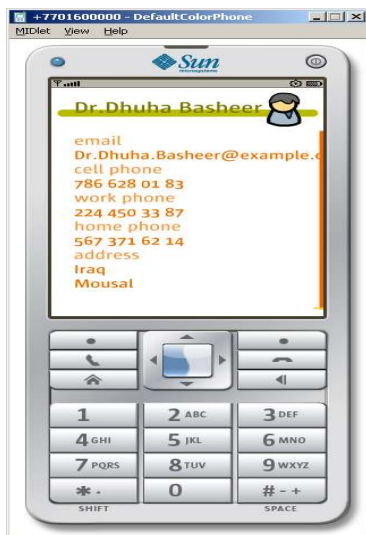 +7701600000 - DefaultColorPhone
MIDlet View Help
Sun
microsystems
Dr.Dhuha Basheer
email
Dr.Dhuha.Basheer@example.c
cell phone
786 628 01 83
work phone
224 450 33 87
home phone
567 371 62 14
address
Iraq
Mousal
1 2 ABC 3 DEF
4 GHI 5 JKL 6 MNO
7 PQRS 8 TUV 9 WXYZ
* . 0 # - +
SHIFT SPACE